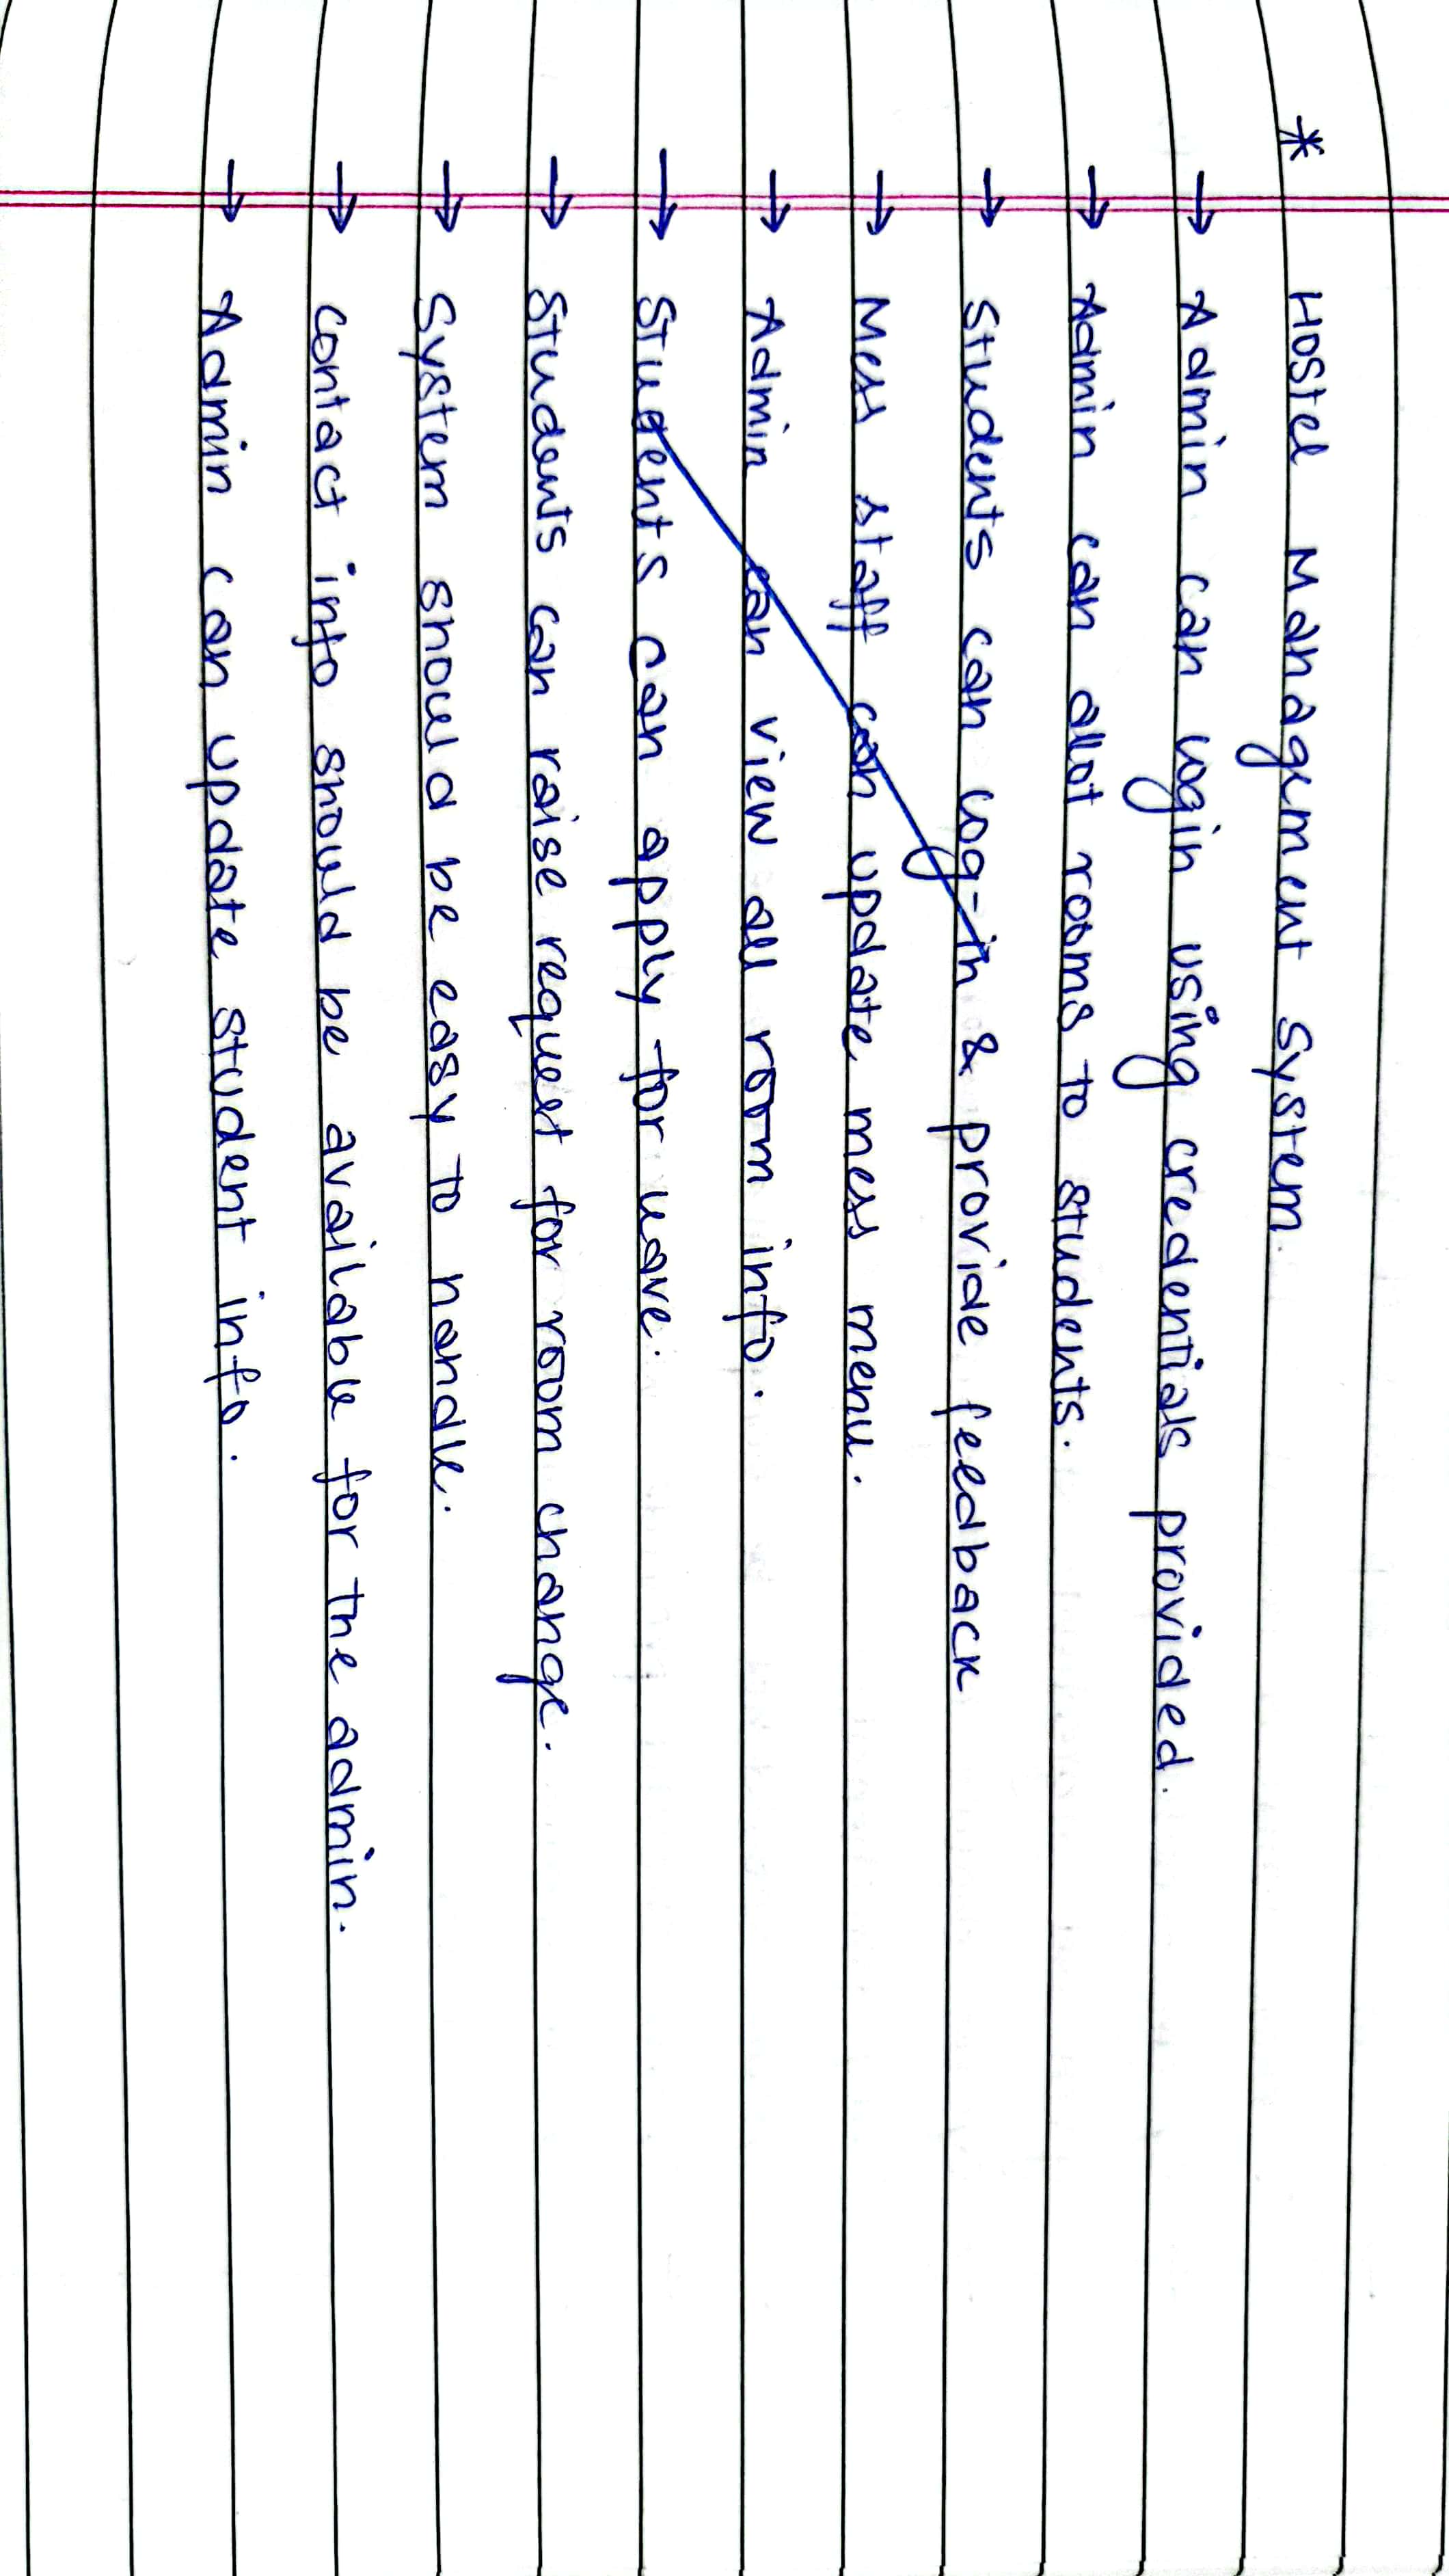 * Hostel Management System
→ Admin can login using credentials provided.
→ Admin can allot rooms to students.
→ Students can log-in & provide feedback
→ Mess staff can update mess menu.
→ Admin can view all room info.
→ Students can apply for leave.
→ Students can raise request for room change.
→ System should be easy to handle.
→ Contact info should be available for the admin.
→ Admin can update student info.